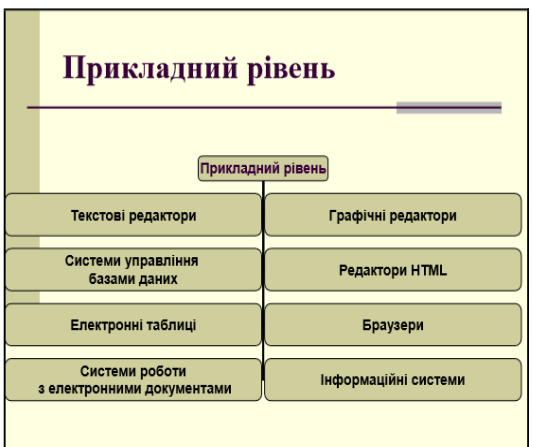 Прикладний рівень
Прикладний рівень
Текстові редактори
Графічні редактори
Системи управління
базами даних
Редактори HTML
Електронні таблиці
Браузери
Системи роботи
з електронними документами
Інформаційні системи